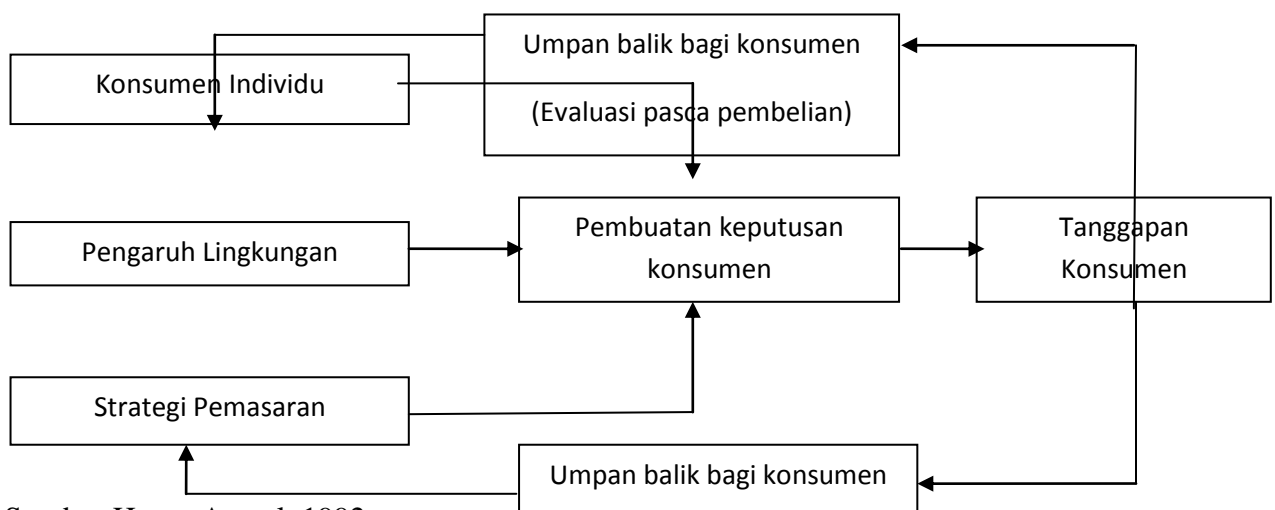 Umpan balik bagi konsumen
(Evaluasi pasca pembelian)
Konsumen Individu
Pembuatan keputusan
konsumen
Tanggapan
Konsumen
Pengaruh Lingkungan
Strategi Pemasaran
Umpan balik bagi konsumen